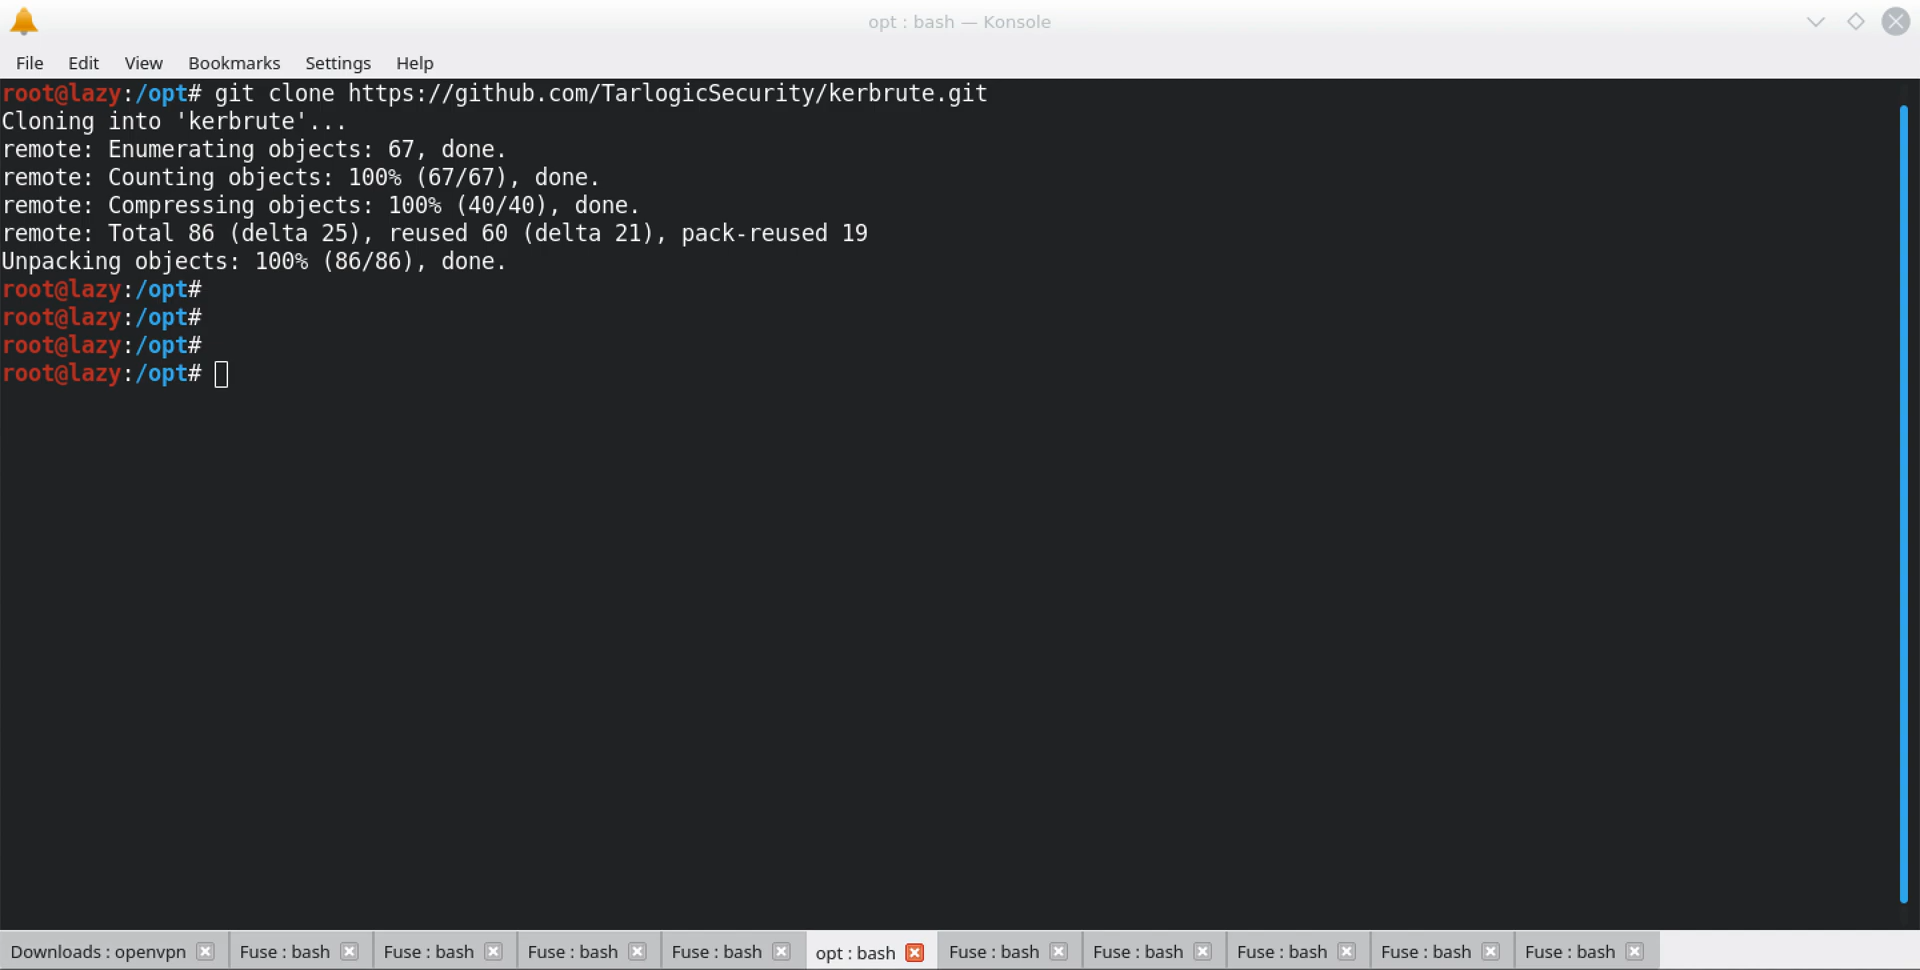 opt : bash — Konsole
File Edit View Bookmarks Settings Help
root@lazy:/opt# git clone https://github.com/TarlogicSecurity/kerbrute.git
Cloning into 'kerbrute'...
remote: Enumerating objects: 67, done.
remote: Counting objects: 100% (67/67), done.
remote: Compressing objects: 100% (40/40), done.
remote: Total 86 (delta 25), reused 60 (delta 21), pack-reused 19
Unpacking objects: 100% (86/86), done.
root@lazy:/opt#
root@lazy:/opt#
root@lazy:/opt#
root@lazy:/opt#
Downloads : openvpn Fuse : bash Fuse : bash Fuse : bash Fuse : bash opt : bash Fuse : bash Fuse : bash Fuse : bash Fuse : bash Fuse : bash